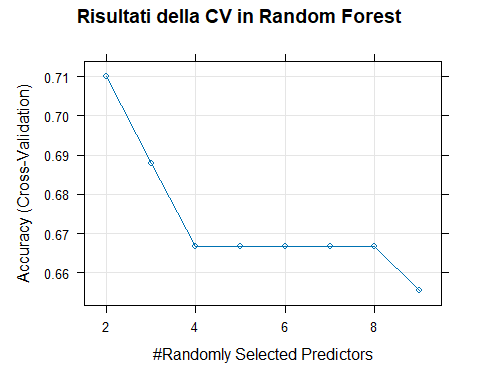 Risultati della CV in Random Forest
Accuracy (Cross-Validation)
0.71
0.70
0.69
0.68
0.67
0.66
2 4 6 8
#Randomly Selected Predictors